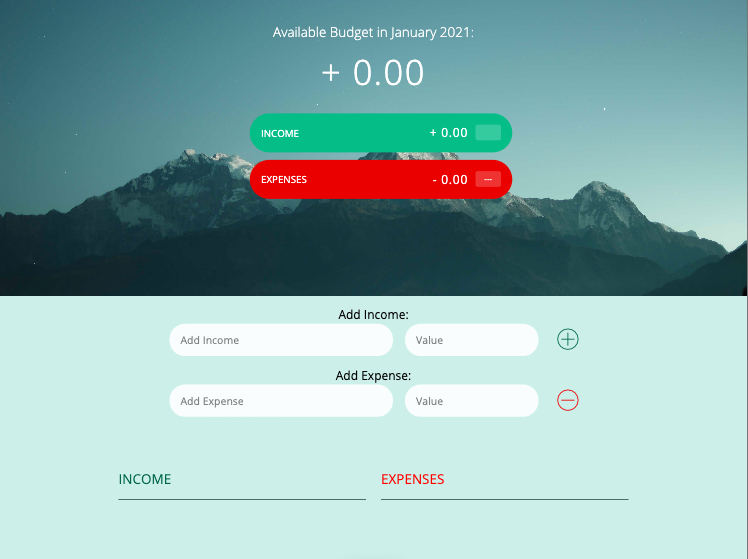 Available Budget in January 2021:
+ 0.00
INCOME + 0.00
EXPENSES - 0.00 ---
Add Income:
Add Income Value
Add Expense:
Add Expense Value
INCOME EXPENSES